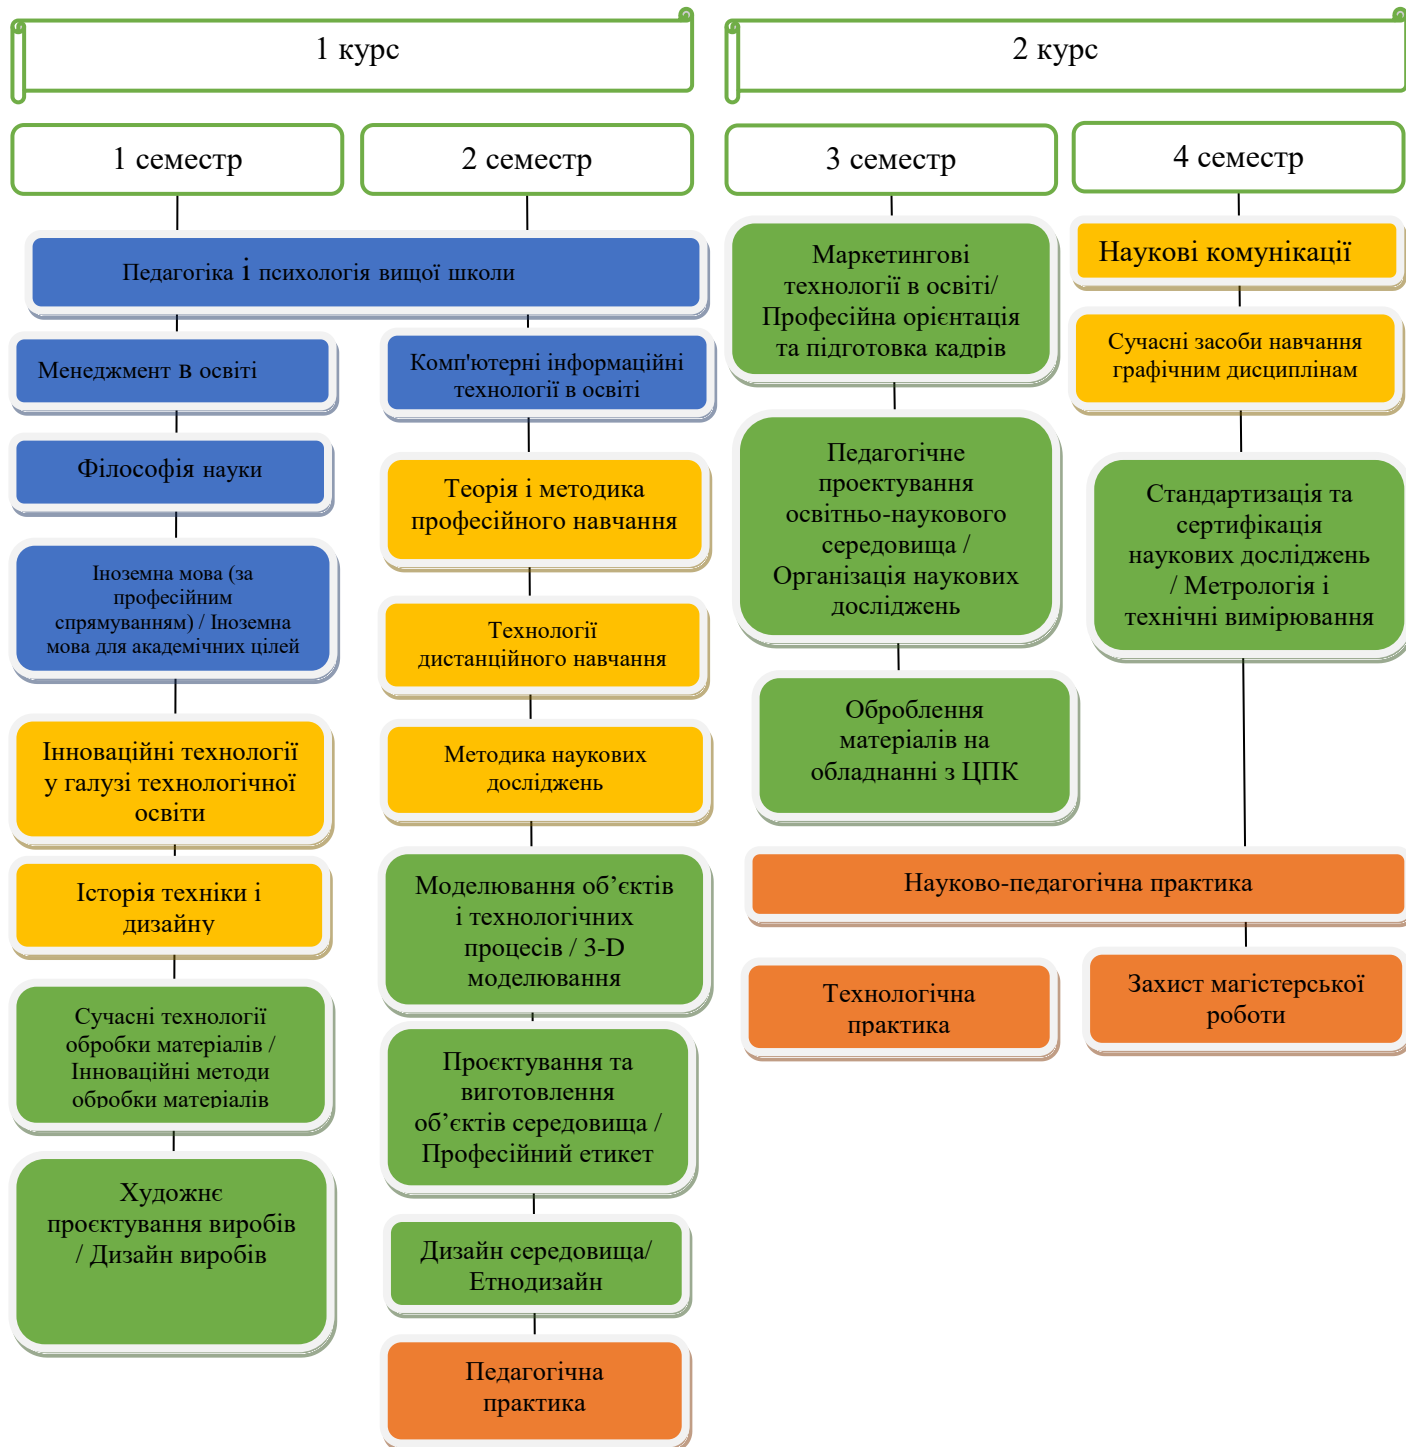 1 курс
2 курс
1 семестр
2 семестр
3 семестр
4 семестр
Педагогіка і психологія вищої школи
Менеджмент в освіті
Філософія науки
Іноземна мова (за
професійним
спрямуванням) / Іноземна
мова для академічних цілей
Інноваційні технології
у галузі технологічної
освіти
Історія техніки і
дизайну
Сучасні технології
обробки матеріалів /
Інноваційні методи
обробки матеріалів
Художнє
проєктування виробів
/ Дизайн виробів
Комп'ютерні інформаційні
технології в освіті
Теорія і методика
професійного навчання
Технології
дистанційного навчання
Методика наукових
досліджень
Моделювання об’єктів
і технологічних
процесів / 3-D
моделювання
Проєктування та
виготовлення
об’єктів середовища /
Професійний етикет
Дизайн середовища/
Етнодизайн
Педагогічна
практика
Маркетингові
технології в освіті/
Професійна орієнтація
та підготовка кадрів
Педагогічне
проектування
освітньо-наукового
середовища /
Організація наукових
досліджень
Оброблення
матеріалів на
обладнанні з ЦПК
Наукові комунікації
Сучасні засоби навчання
графічним дисциплінам
Стандартизація та
сертифікація
наукових досліджень
/ Метрологія і
технічні вимірювання
Науково-педагогічна практика
Технологічна
практика
Захист магістерської
роботи